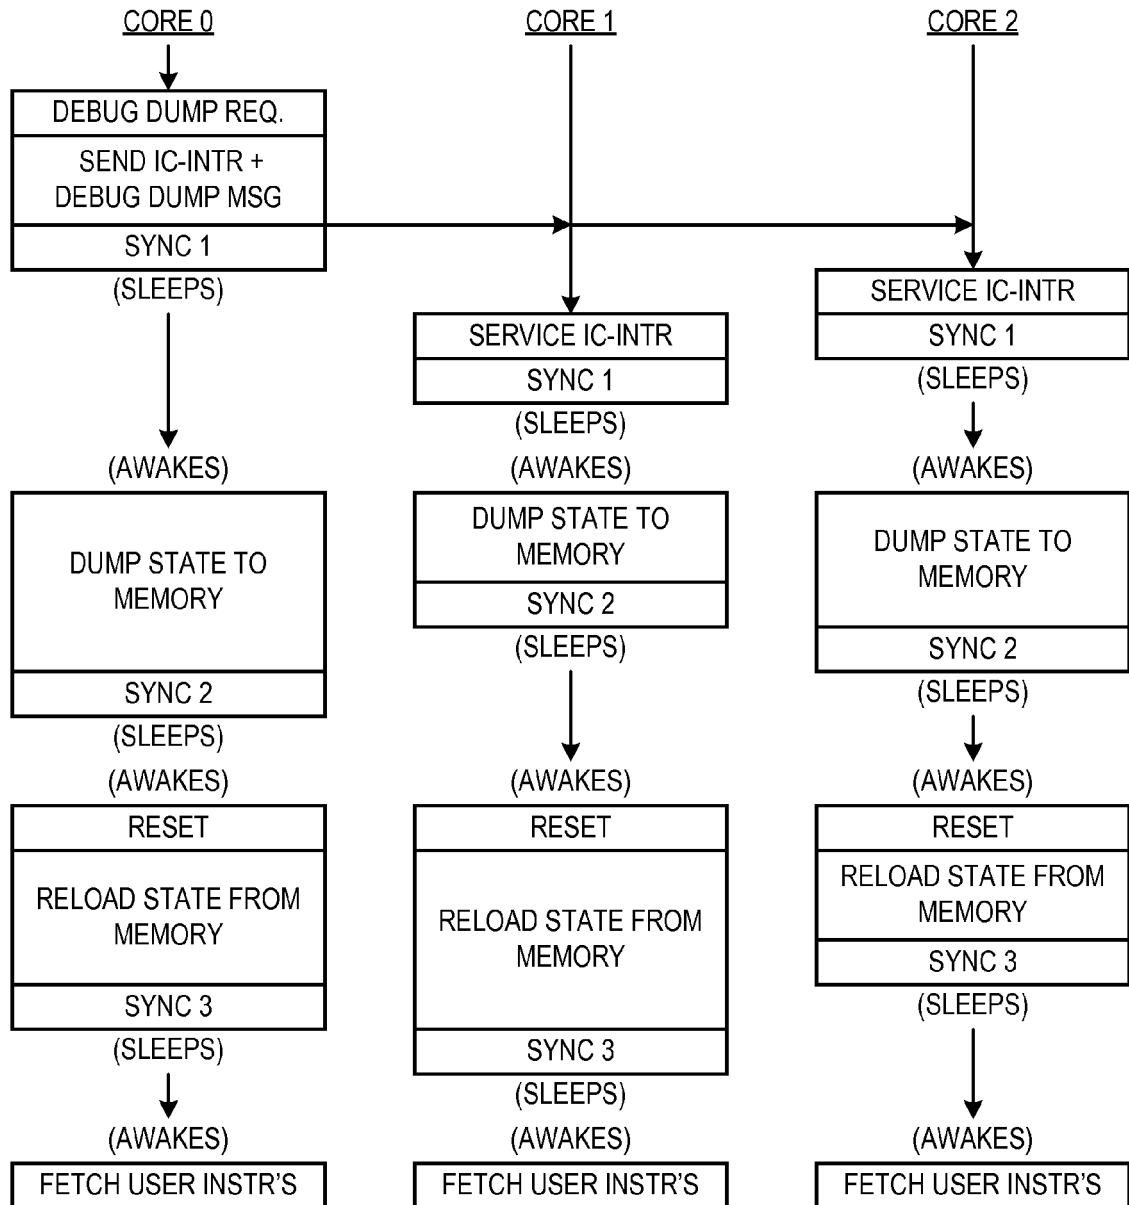 CORE 0
DEBUG DUMP REQ.
SEND IC-INTR +
DEBUG DUMP MSG
SYNC 1
(SLEEPS)
(AWAKES)
DUMP STATE TO
MEMORY
SYNC 2
(SLEEPS)
(AWAKES)
RESET
RELOAD STATE FROM
MEMORY
SYNC 3
(SLEEPS)
(AWAKES)
FETCH USER INSTR'S
CORE 1
SERVICE IC-INTR
SYNC 1
(SLEEPS)
(AWAKES)
DUMP STATE TO
MEMORY
SYNC 2
(SLEEPS)
(AWAKES)
RESET
RELOAD STATE FROM
MEMORY
SYNC 3
(SLEEPS)
(AWAKES)
FETCH USER INSTR'S
CORE 2
SERVICE IC-INTR
SYNC 1
(SLEEPS)
(AWAKES)
DUMP STATE TO
MEMORY
SYNC 2
(SLEEPS)
(AWAKES)
RESET
RELOAD STATE FROM
MEMORY
SYNC 3
(SLEEPS)
(AWAKES)
FETCH USER INSTR'S